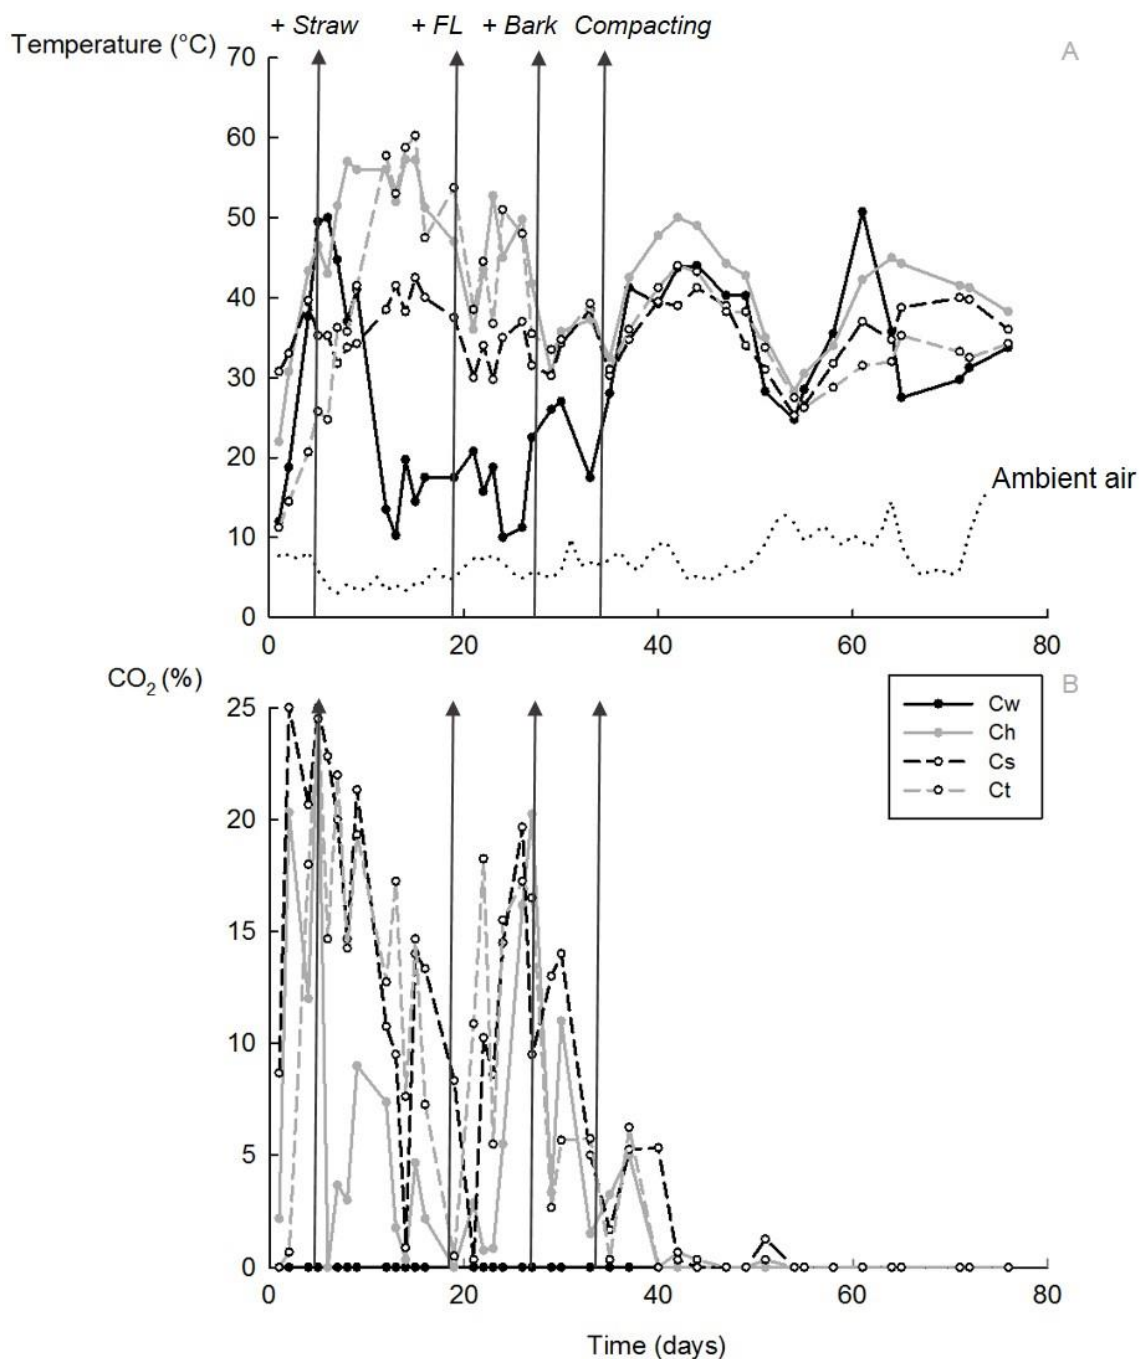 + Straw + FL + Bark Compacting
Temperature (°C)
A
70
60
50
40
30
20
10
0
Ambient air
0 20 40 60 80
CO₂ (%)
B
25
20
15
10
5
0
Cw
Ch
Cs
Ct
0 20 40 60 80
Time (days)